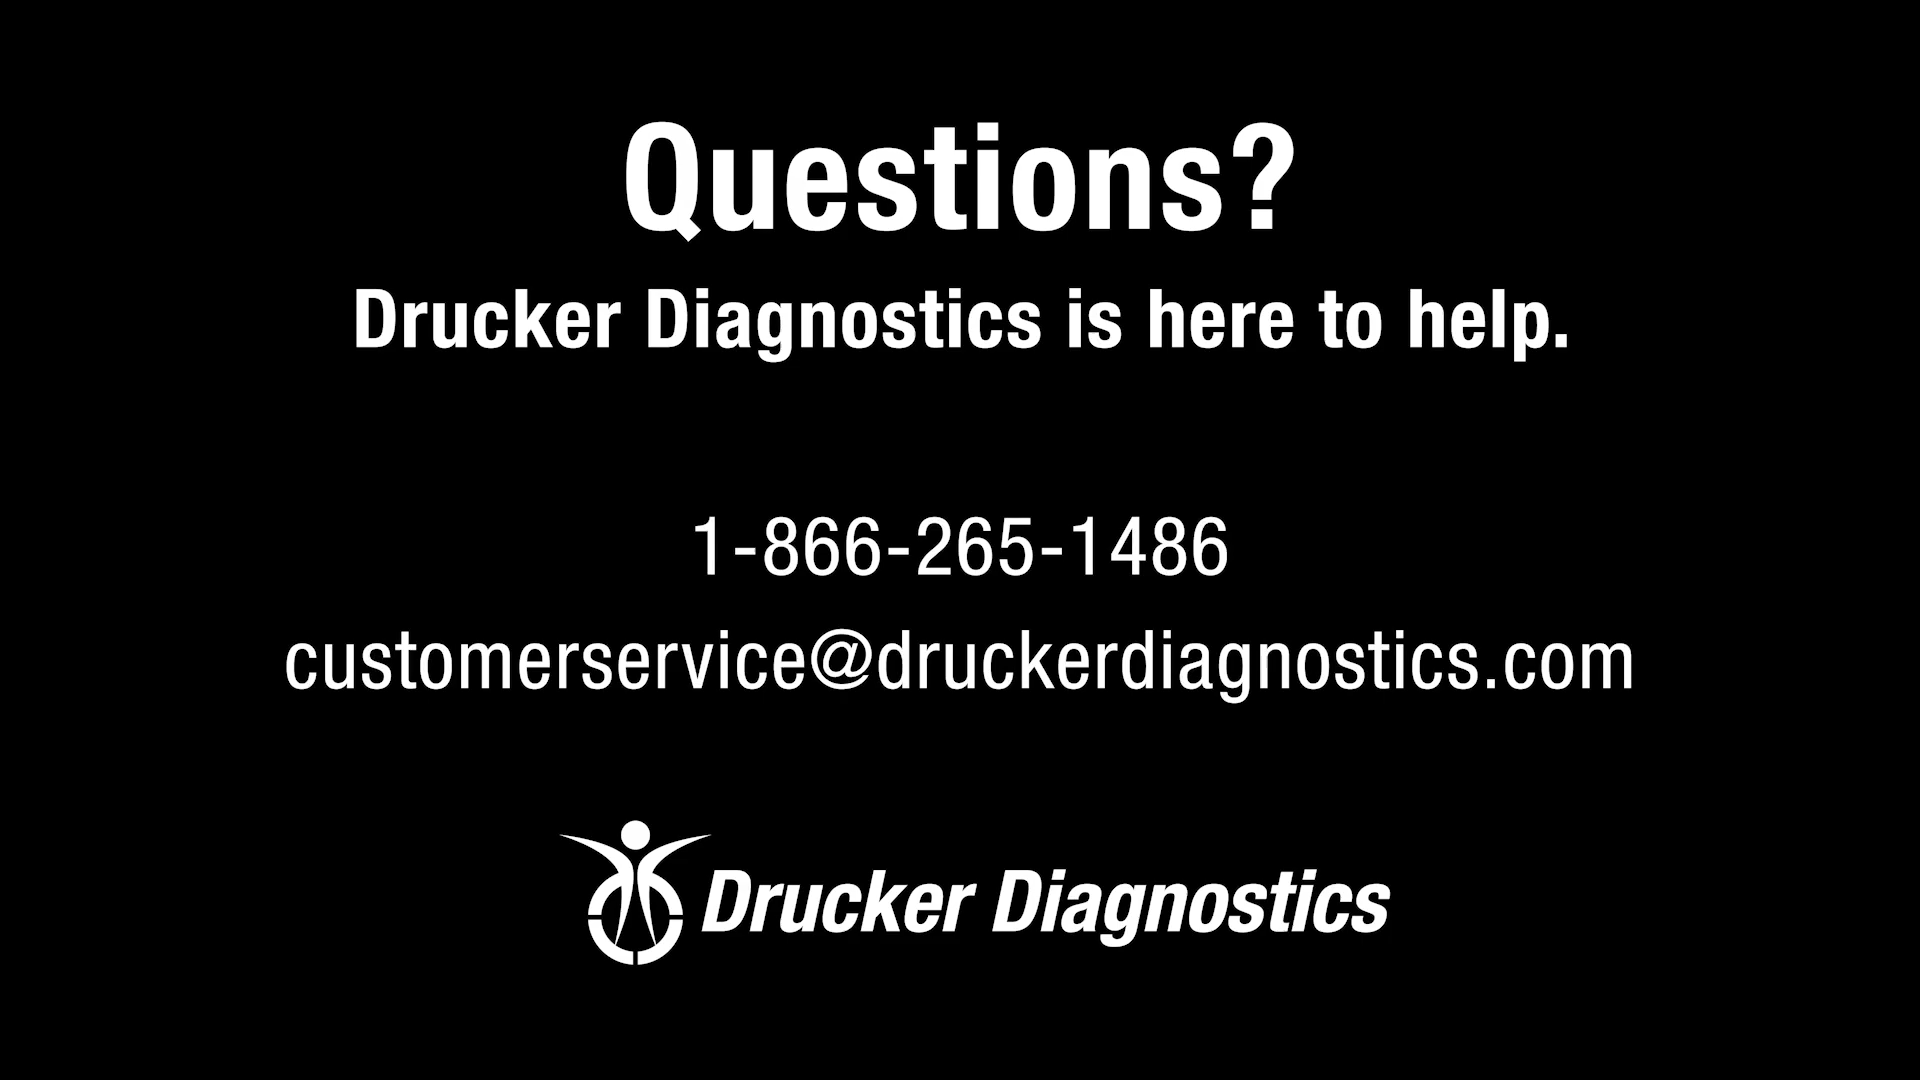 Questions?
Drucker Diagnostics is here to help.
1-866-265-1486
customerservice@druckerdiagnostics.com
Drucker Diagnostics